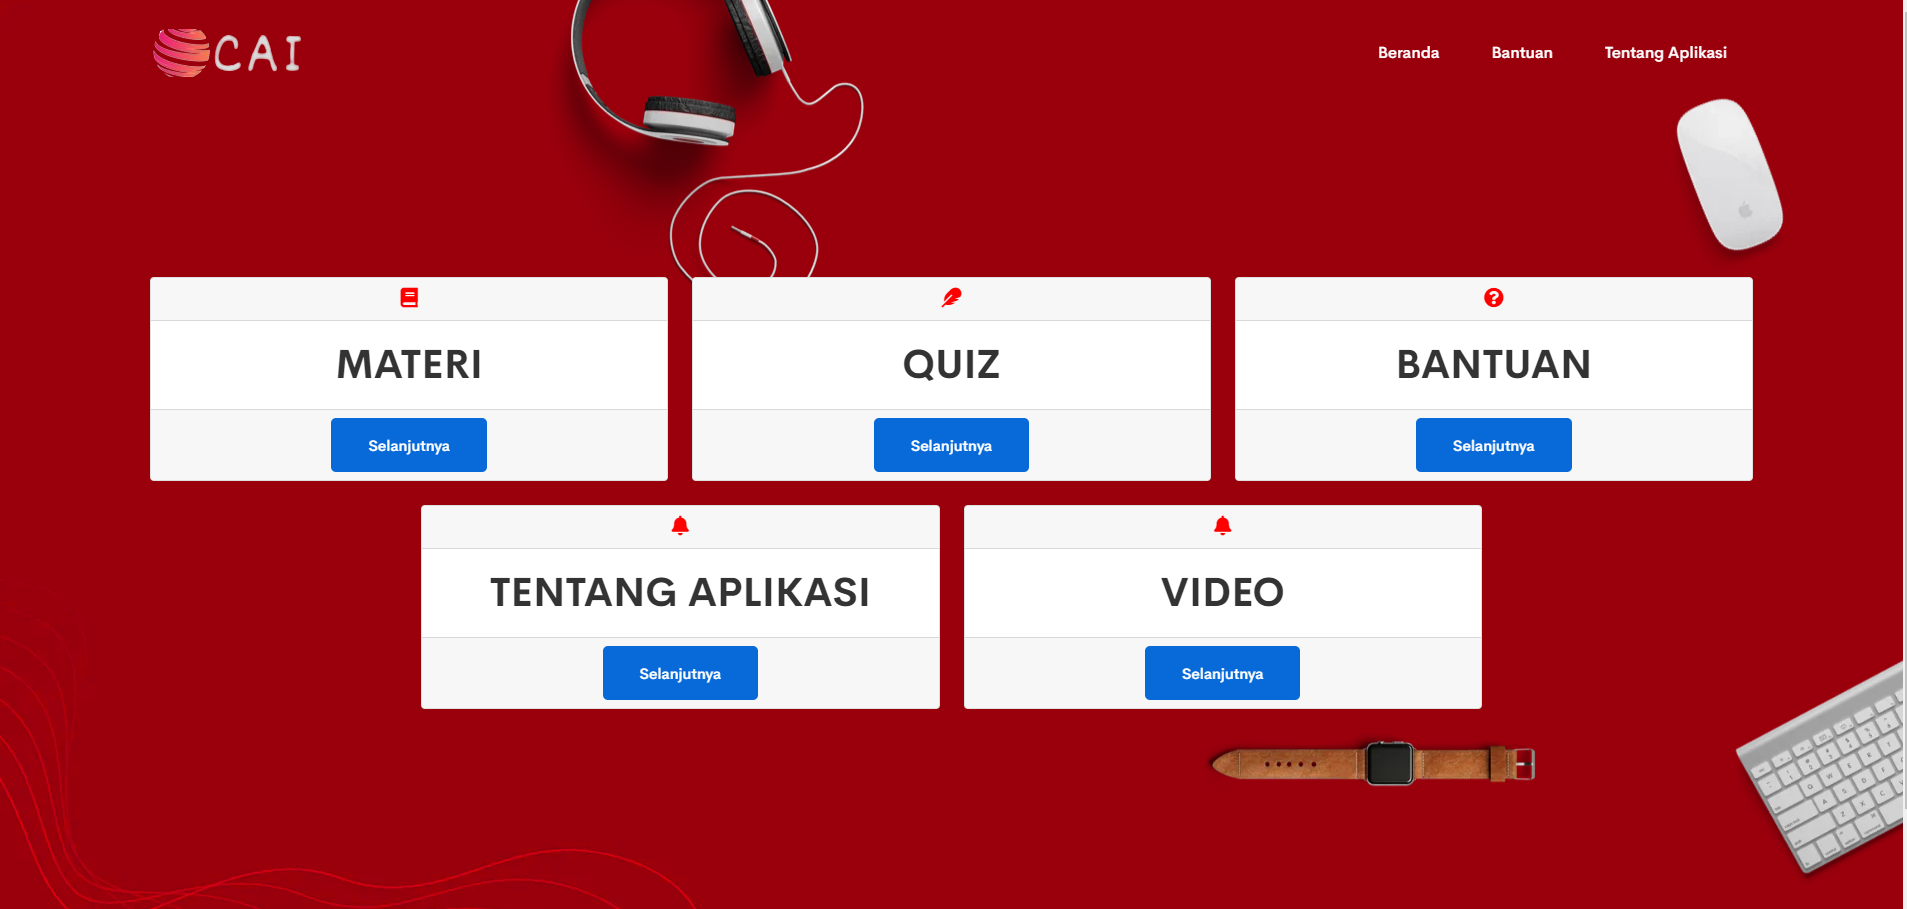 CAI
Beranda
Bantuan
Tentang Aplikasi
MATERI
QUIZ
BANTUAN
Selanjutnya
Selanjutnya
Selanjutnya
TENTANG APLIKASI
VIDEO
Selanjutnya
Selanjutnya